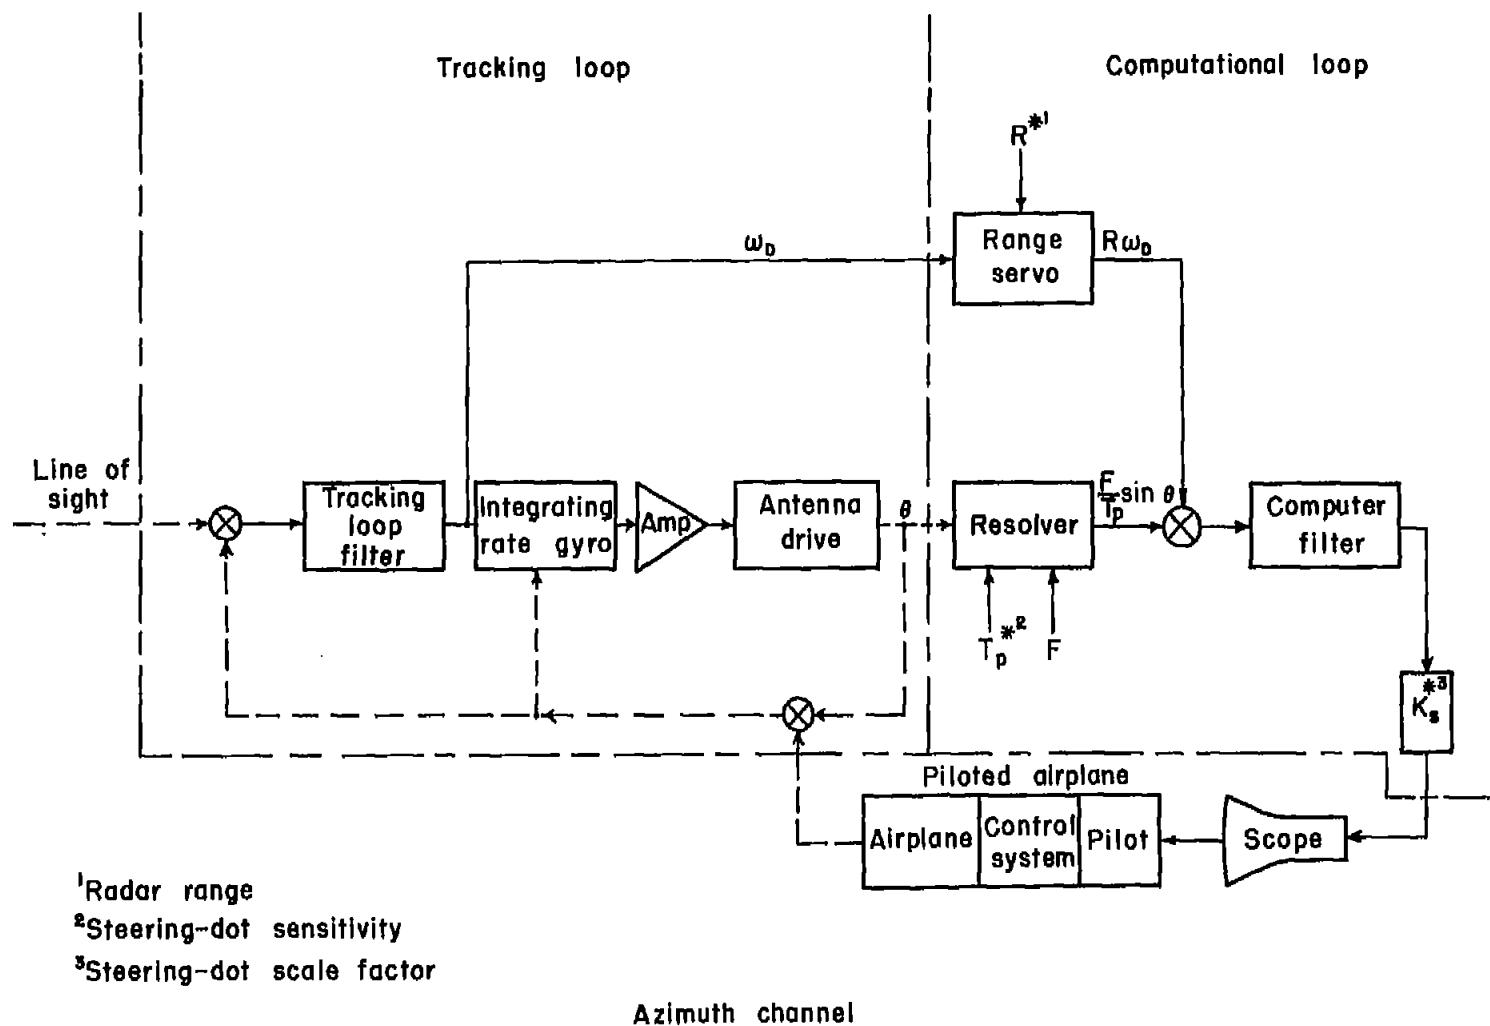 Tracking loop
Computational loop
R*1
ωD
Range
servo
RωD
Line of
sight
Tracking
loop
filter
Integrating
rate gyro
Amp
Antenna
drive
θ
Resolver
F/Tp sin θ
Computer
filter
Tp*2
F
Ks*3
Piloted airplane
Airplane
Control
system
Pilot
Scope
1Radar range
2Steering-dot sensitivity
3Steering-dot scale factor
Azimuth channel